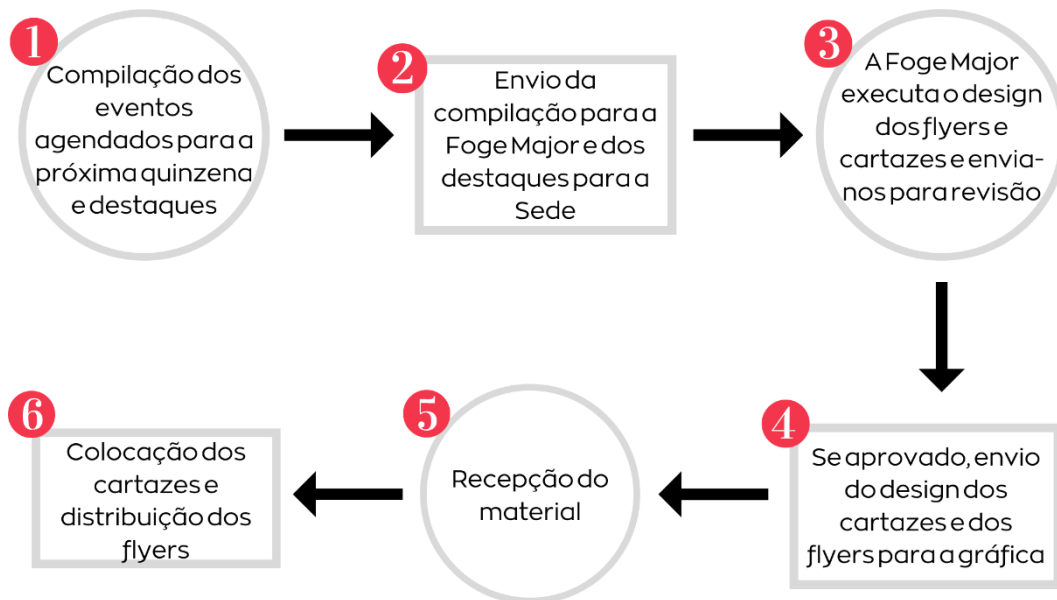 1
Compilação dos
eventos
agendados para a
próxima quinzena
e destaques
2
Envio da
compilação para a
Foge Major e dos
destaques para a
Sede
3
A Foge Major
executa o design
dos flyers e
cartazes e envia-
nos para revisão
4
Se aprovado, envio
do design dos
cartazes e dos
flyers para a gráfica
5
Recepção do
material
6
Colocação dos
cartazes e
distribuição dos
flyers